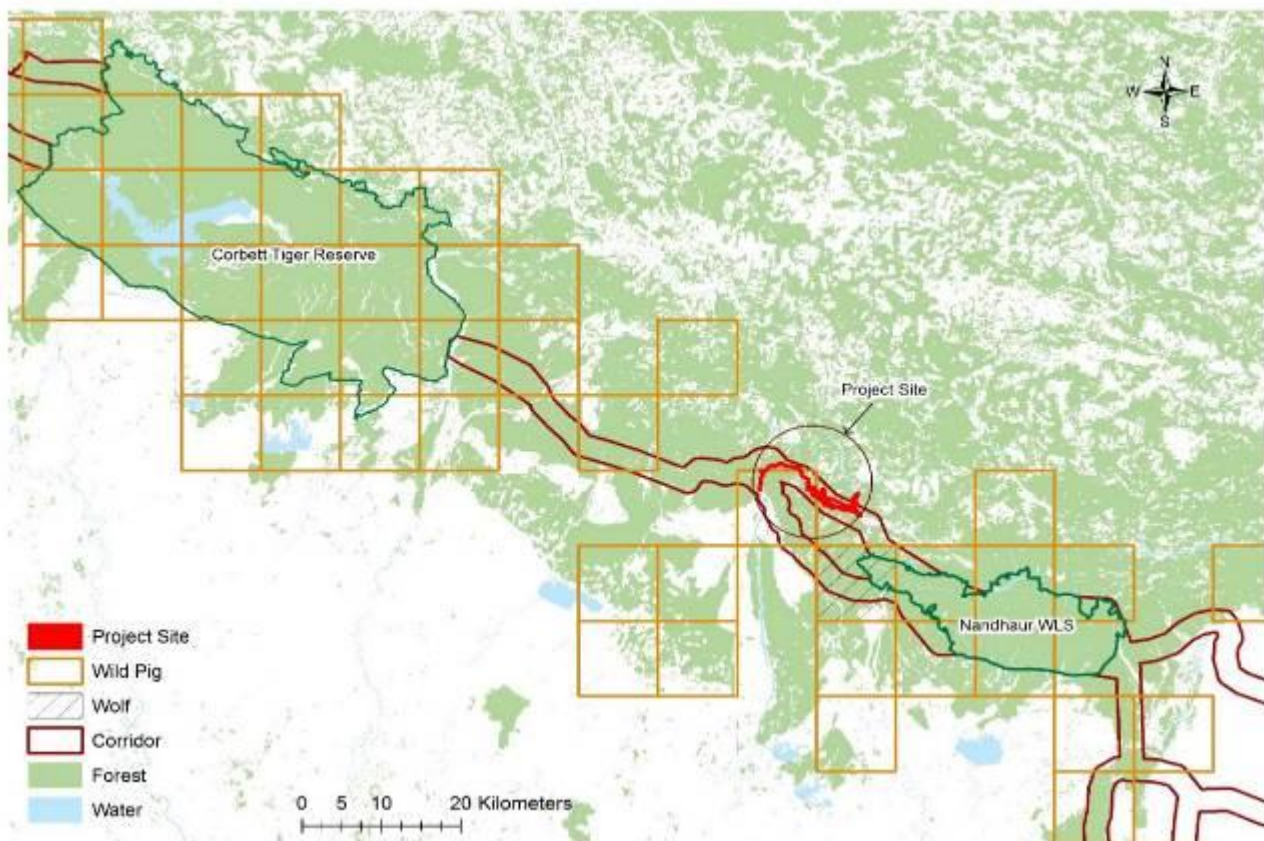 N
W E
S
Corbett Tiger Reserve
Project Site
Nandhaur WLS
Project Site
Wild Pig
Wolf
Corridor
Forest
Water
0 5 10 20 Kilometers